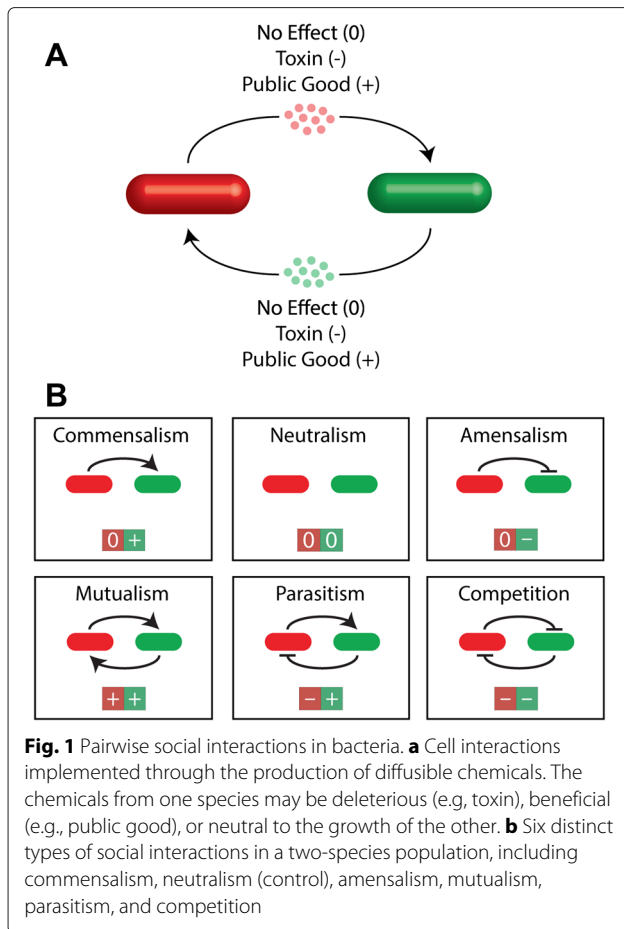 A
No Effect (0)
Toxin (-)
Public Good (+)
No Effect (0)
Toxin (-)
Public Good (+)
B
Commensalism
0 +
Neutralism
0 0
Amensalism
0 −
Mutualism
+ +
Parasitism
− +
Competition
− −
Fig. 1 Pairwise social interactions in bacteria. a Cell interactions
implemented through the production of diffusible chemicals. The
chemicals from one species may be deleterious (e.g, toxin), beneficial
(e.g., public good), or neutral to the growth of the other. b Six distinct
types of social interactions in a two-species population, including
commensalism, neutralism (control), amensalism, mutualism,
parasitism, and competition